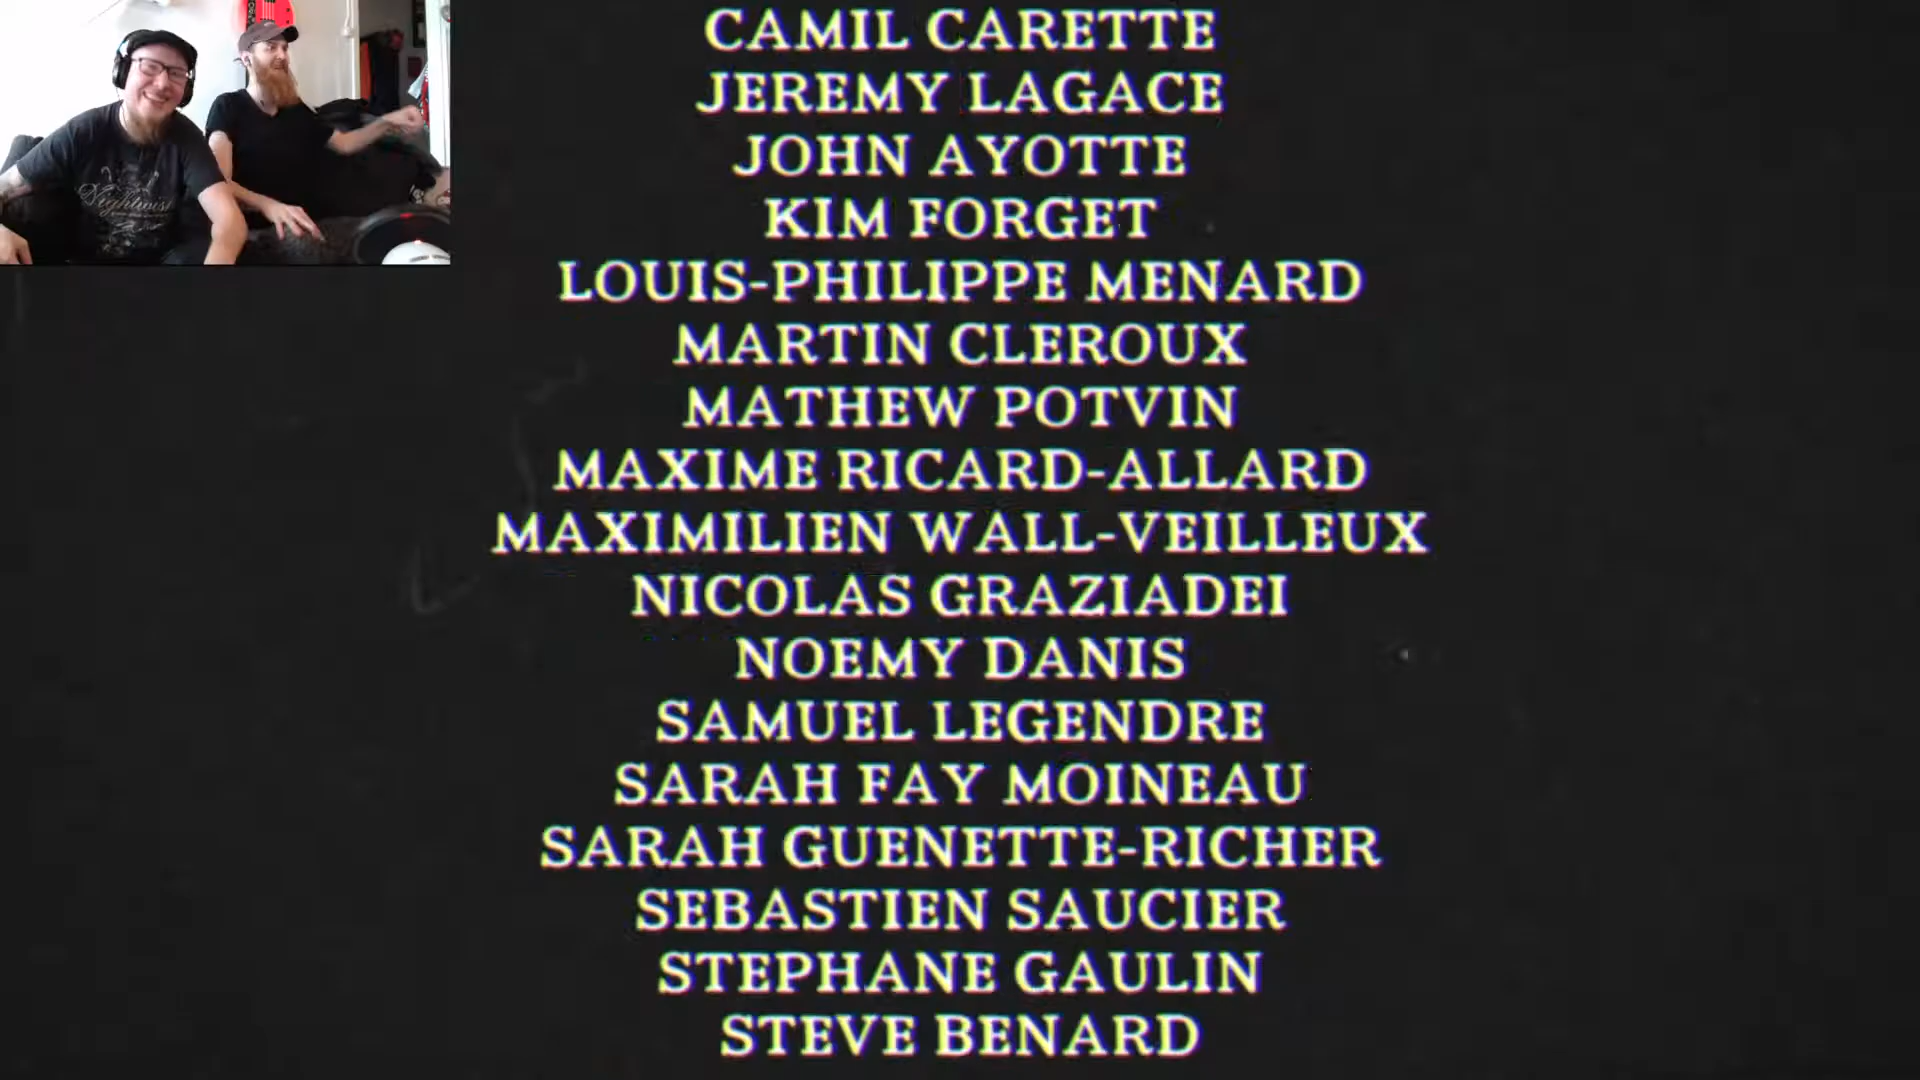 CAMIL CARETTE
JEREMY LAGACE
JOHN AYOTTE
KIM FORGET
LOUIS-PHILIPPE MENARD
MARTIN CLEROUX
MATHEW POTVIN
MAXIME RICARD-ALLARD
MAXIMILIEN WALL-VEILLEUX
NICOLAS GRAZIADEI
NOEMY DANIS
SAMUEL LEGENDRE
SARAH FAY MOINEAU
SARAH GUENETTE-RICHER
SEBASTIEN SAUCIER
STEPHANE GAULIN
STEVE BENARD
Nightwish